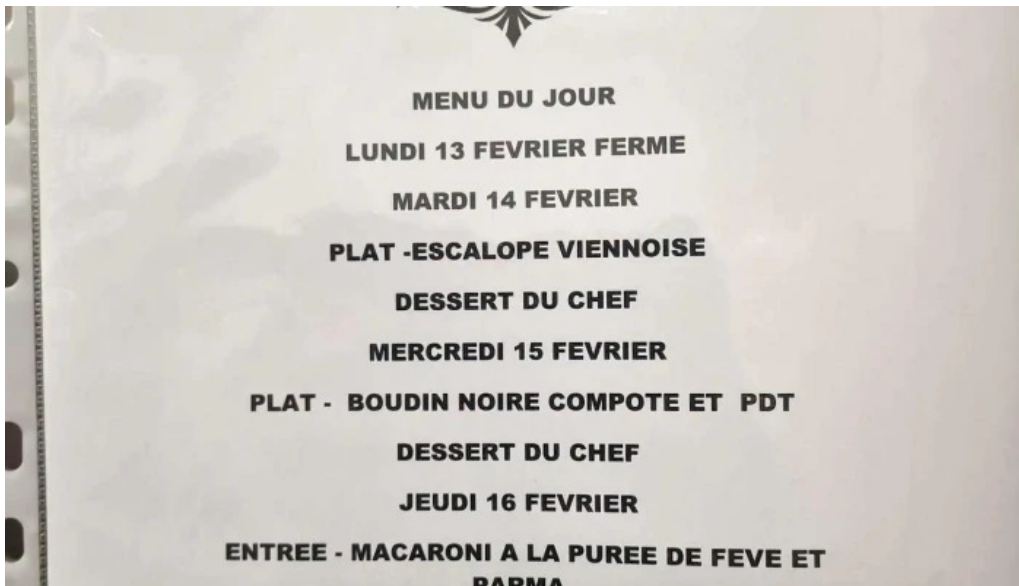 MENU DU JOUR
LUNDI 13 FEVRIER FERME
MARDI 14 FEVRIER
PLAT -ESCALOPE VIENNOISE
DESSERT DU CHEF
MERCREDI 15 FEVRIER
PLAT - BOUDIN NOIRE COMPOTE ET PDT
DESSERT DU CHEF
JEUDI 16 FEVRIER
ENTREE - MACARONI A LA PUREE DE FEVE ET
PARMA